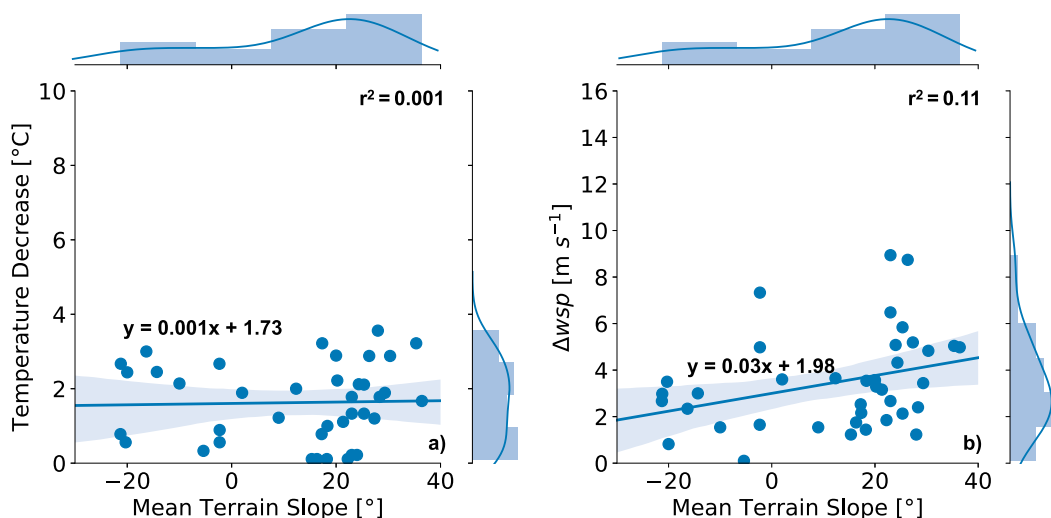 10
8
6
4
2
0
Temperature Decrease [°C]
r² = 0.001
y = 0.001x + 1.73
a)
−20 0 20 40
Mean Terrain Slope [°]
16
14
12
10
8
6
4
2
0
Δwsp [m s⁻¹]
r² = 0.11
y = 0.03x + 1.98
b)
−20 0 20 40
Mean Terrain Slope [°]